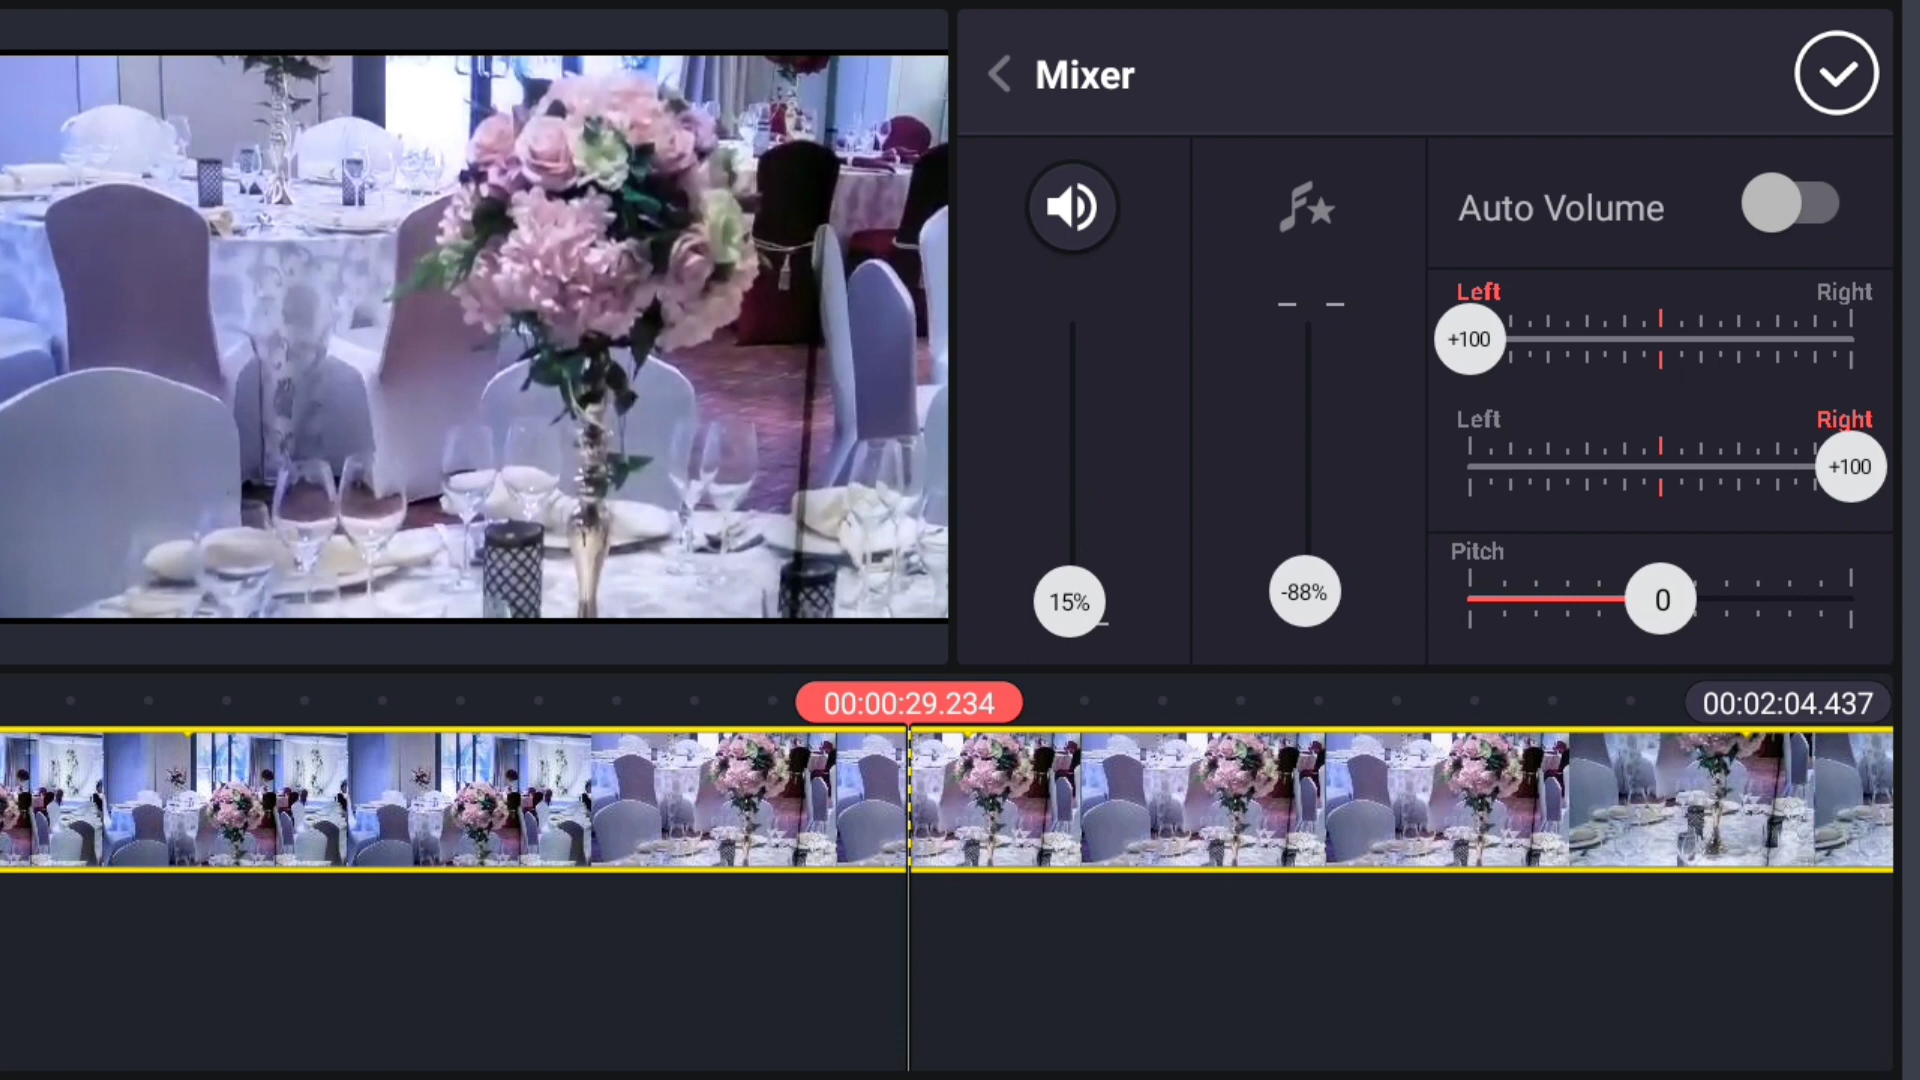 Mixer
Auto Volume
Left Right
+100
Left Right
+100
Pitch
15%
-88%
0
00:00:29.234
00:02:04.437